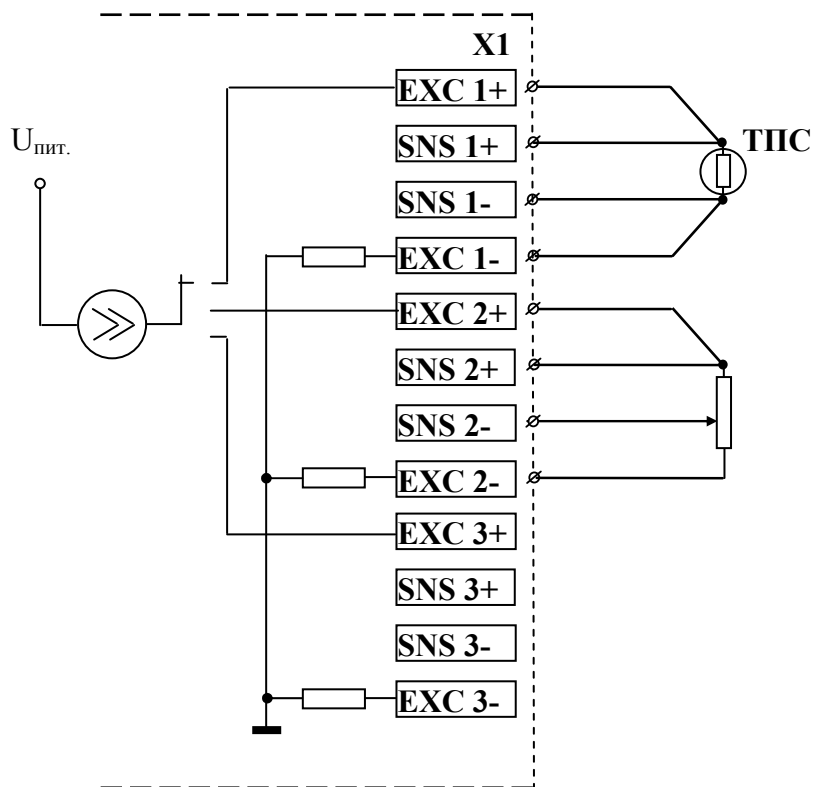 X1
EXC 1+
Uпит.
SNS 1+
ТПС
SNS 1-
EXC 1-
EXC 2+
SNS 2+
SNS 2-
EXC 2-
EXC 3+
SNS 3+
SNS 3-
EXC 3-